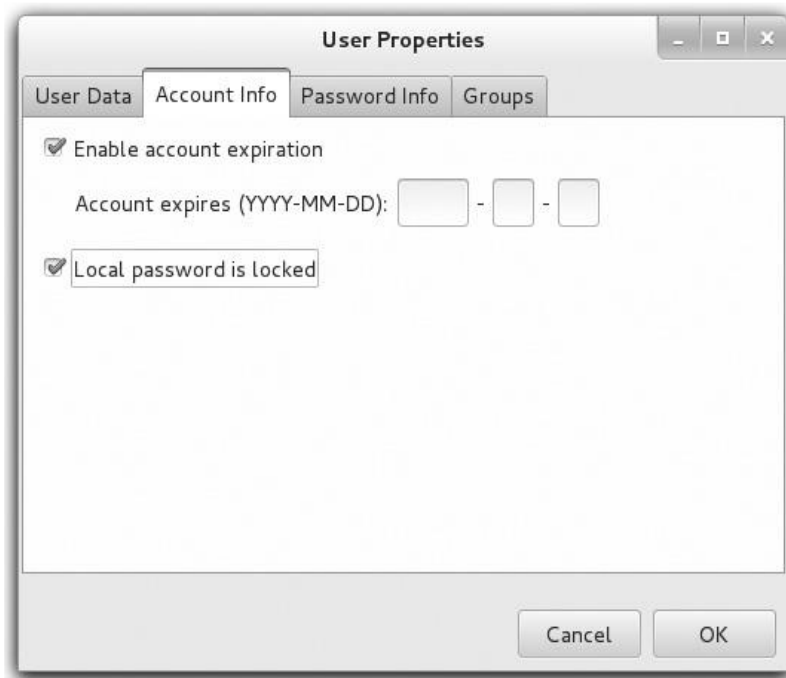 User Properties
User Data Account Info Password Info Groups
Enable account expiration
Account expires (YYYY-MM-DD): - -
Local password is locked
Cancel OK